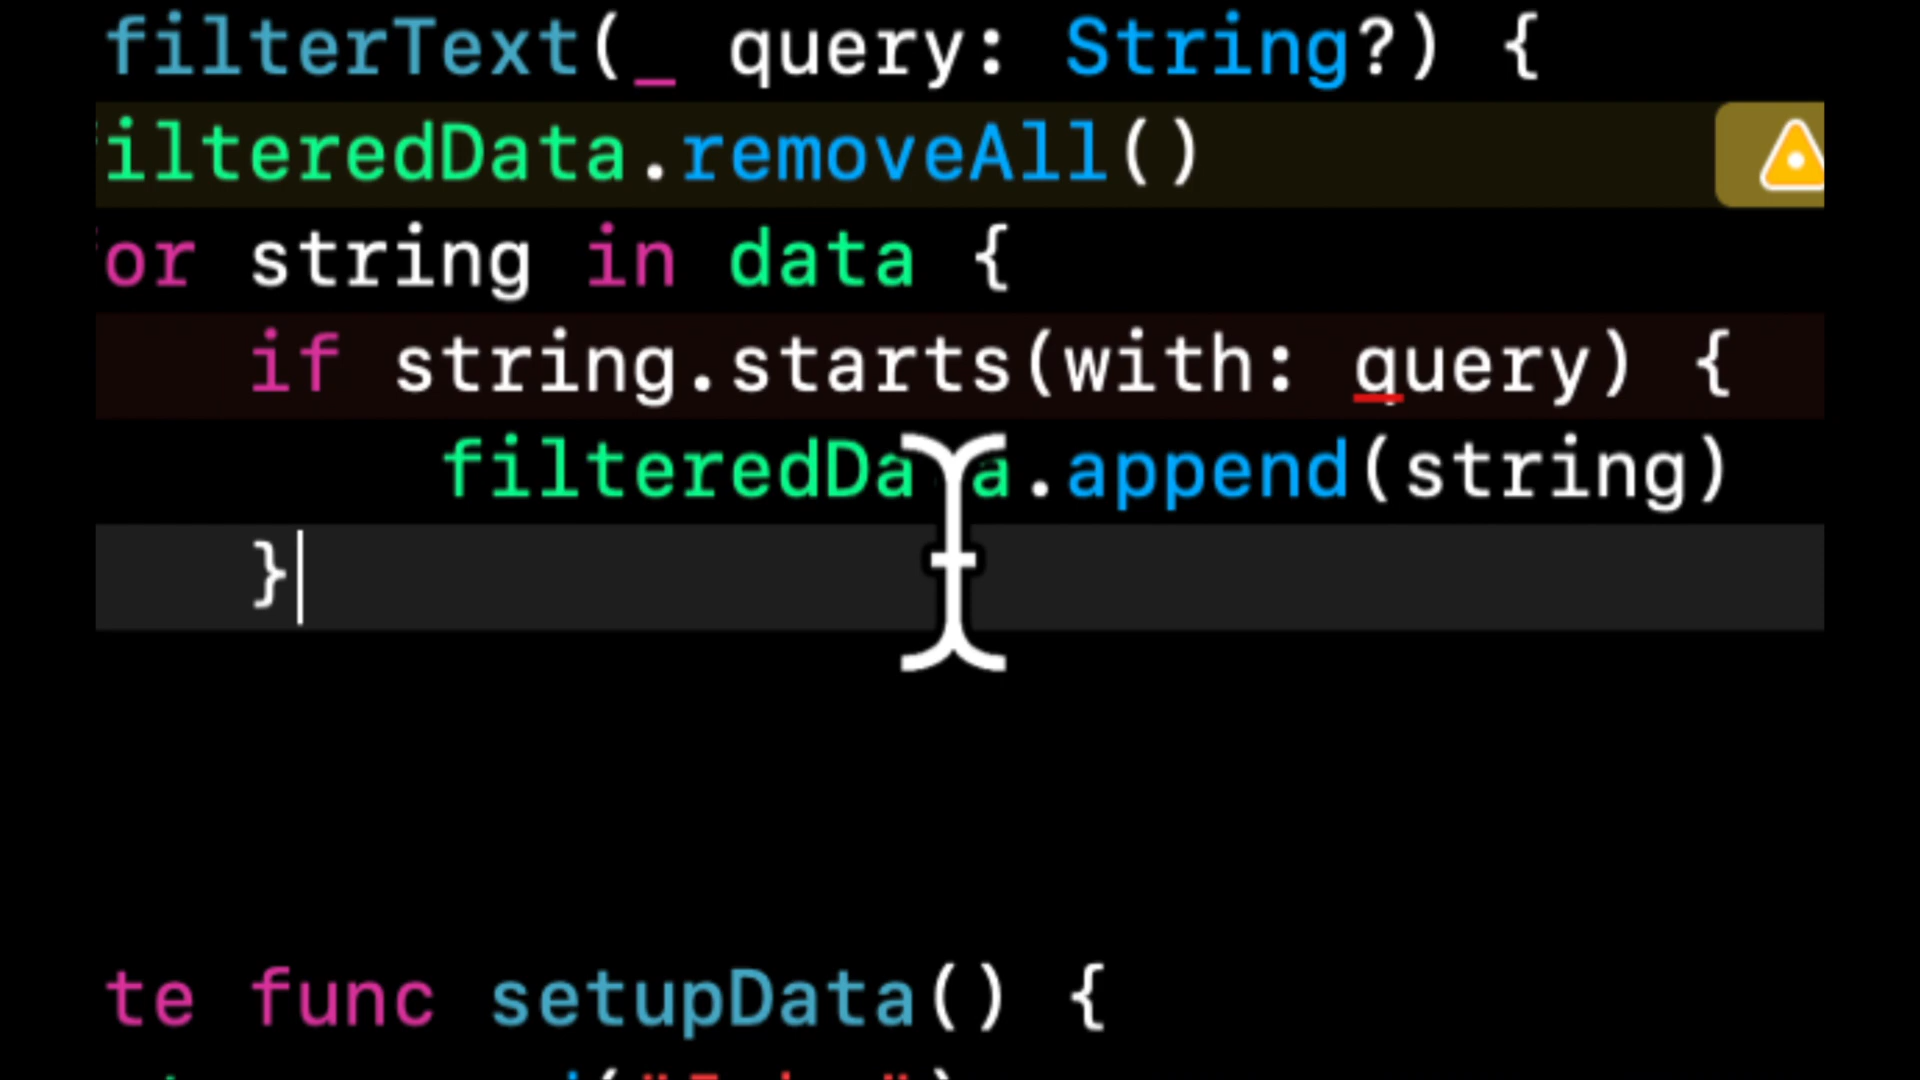 filterText(_ query: String?) {
ilteredData.removeAll()
or string in data {
if string.starts(with: query) {
filteredData.append(string)
}
te func setupData() {